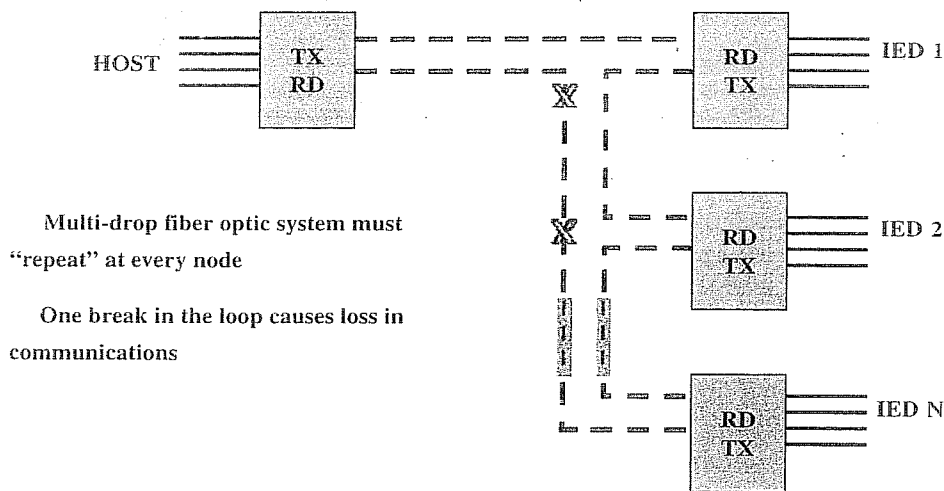 HOST
TX
RD
RD
TX
IED 1
X
Multi-drop fiber optic system must
“repeat” at every node
X
RD
TX
IED 2
One break in the loop causes loss in
communications
RD
TX
IED N